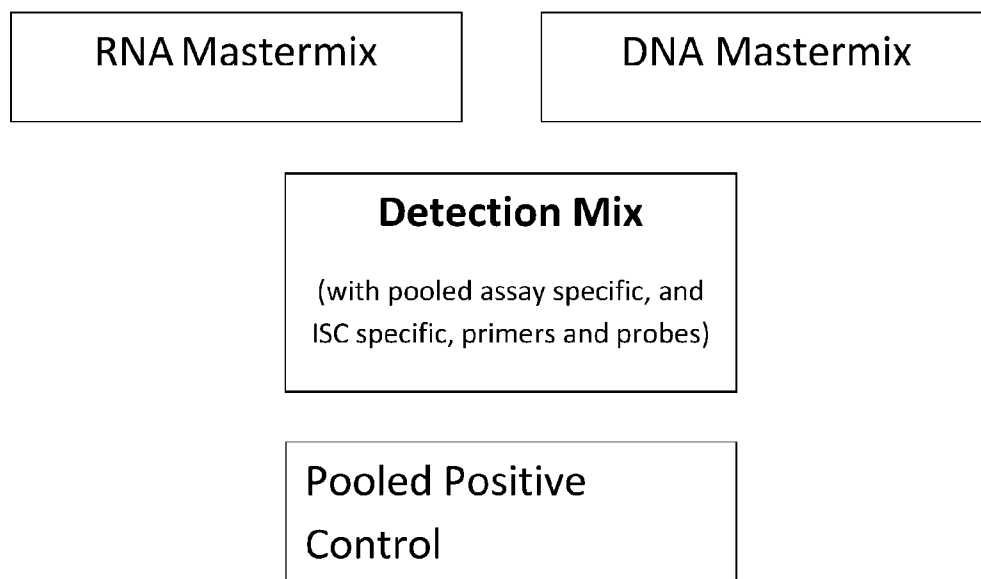 RNA Mastermix
DNA Mastermix
Detection Mix
(with pooled assay specific, and
ISC specific, primers and probes)
Pooled Positive
Control